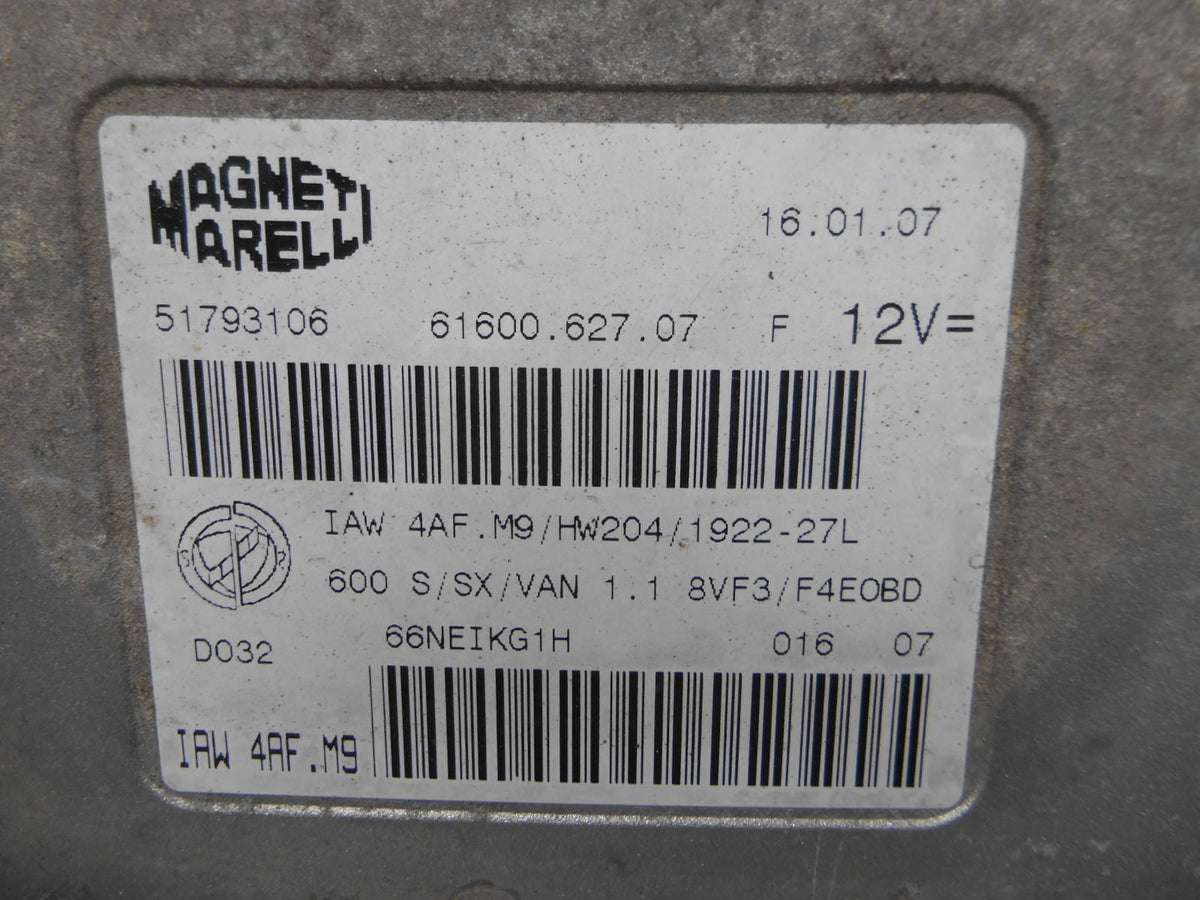 MAGNETI
MARELLI
16.01.07
51793106 61600.627.07 F 12V=
IAW 4AF.M9/HW204/1922-27L
600 S/SX/VAN 1.1 8VF3/F4EOBD
D032 66NEIKG1H 016 07
IAW 4AF.M9